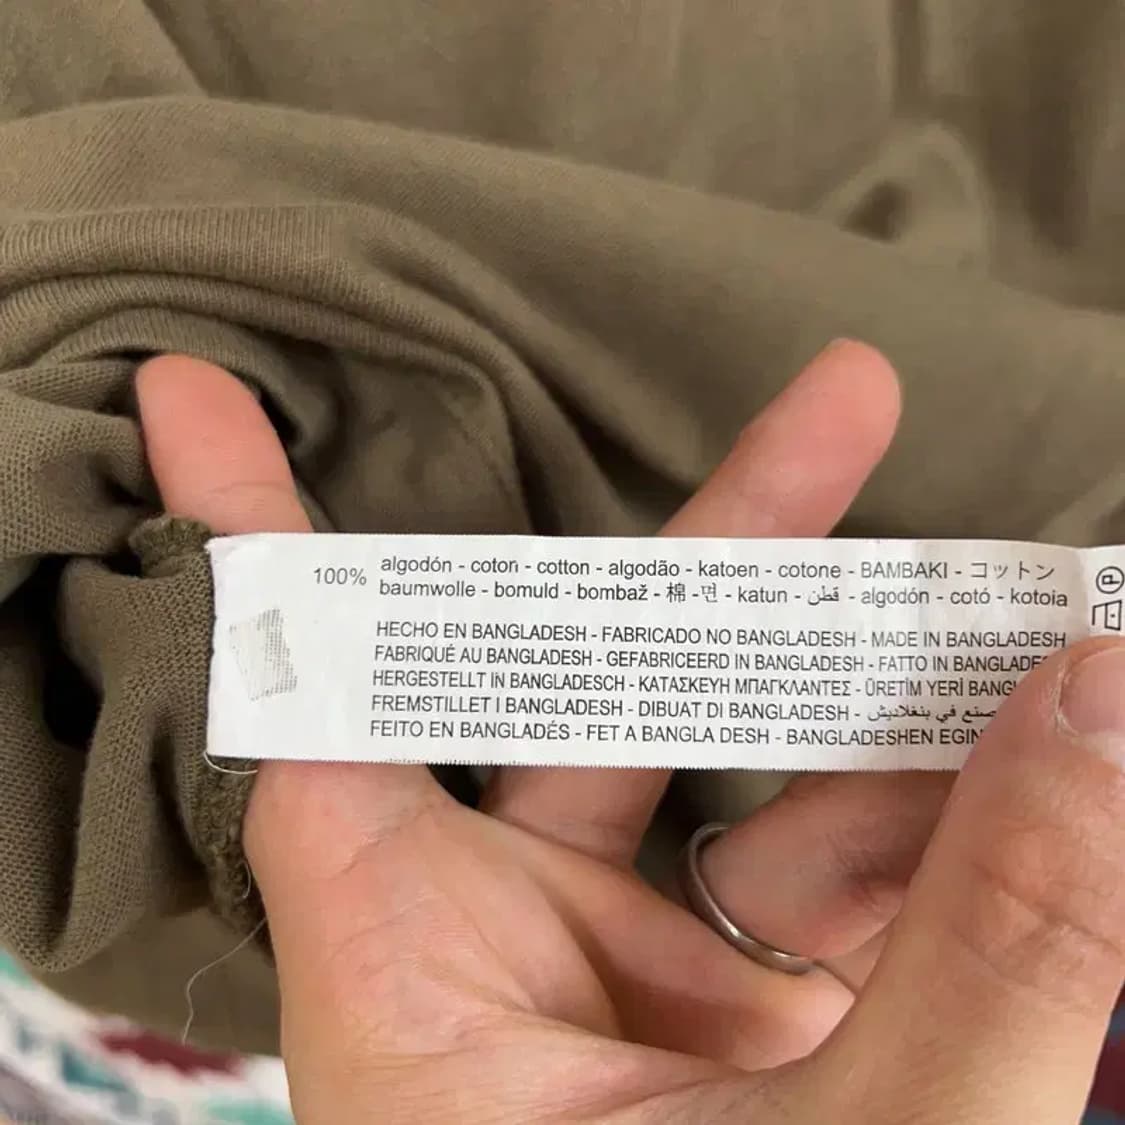 100%
algodón - coton - cotton - algodão - katoen - cotone - BAMBAKI - コットン
baumwolle - bomuld - bombaž - 棉 -면 - katun - قطن - algodón - cotó - kotoia
HECHO EN BANGLADESH - FABRICADO NO BANGLADESH - MADE IN BANGLADESH
FABRIQUÉ AU BANGLADESH - GEFABRICEERD IN BANGLADESH - FATTO IN
HERGESTELLT IN BANGLADESCH - ΚΑΤΑΣΚΕΥΗ ΜΠΑΓΚΛΑΝΤΕΣ - ÜRETİM YERİ
FREMSTILLET I BANGLADESH - DIBUAT DI BANGLADESH - صنع في بنغلاديش
FEITO EN BANGLADÉS - FET A BANGLA DESH - BANGLADESHEN
P